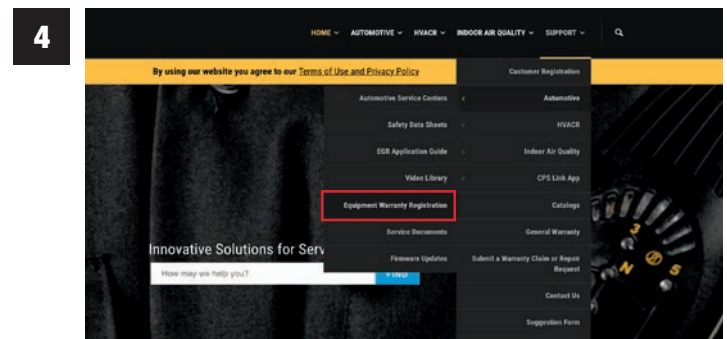 4
HOME AUTOMOTIVE HVACR INDOOR AIR QUALITY SUPPORT
By using our website you agree to our Terms of Use and Privacy Policy
Customer Registration
Automotive Service Centers
Automotive
Safety Data Sheets
HVACR
EGR Application Guide
Indoor Air Quality
Video Library
CPS Link App
Equipment Warranty Registration
Catalogs
Service Documents
General Warranty
Firmware Updates
Submit a Warranty Claim or Repair
Request
Contact Us
Suggestion Form
Innovative Solutions for Serv
How may we help you?
FIND
3
N
5